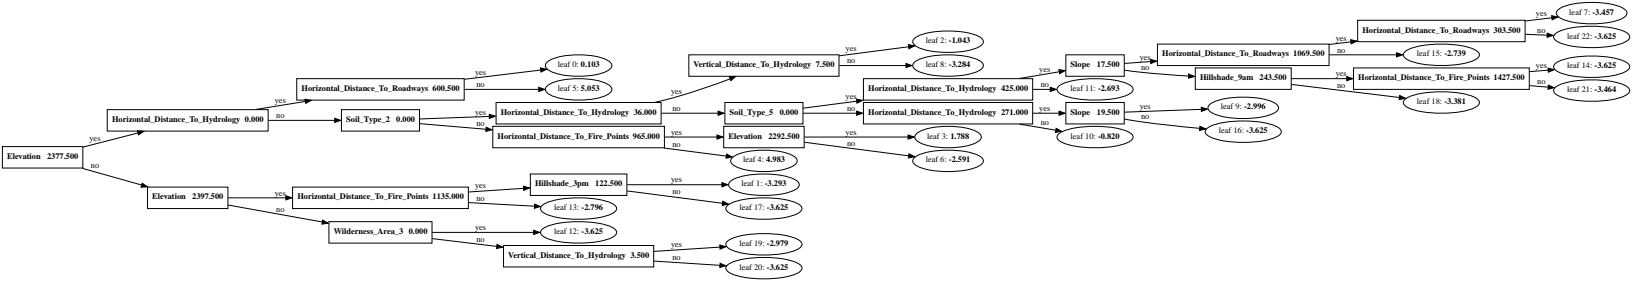 Elevation 2377.500
yes
no
Horizontal_Distance_To_Hydrology 0.000
yes
no
Horizontal_Distance_To_Roadways 600.500
yes
no
leaf 0: 0.103
leaf 5: 5.053
Soil_Type_2 0.000
yes
no
Horizontal_Distance_To_Hydrology 36.000
yes
no
Vertical_Distance_To_Hydrology 7.500
yes
no
leaf 2: -1.043
leaf 8: -3.284
Soil_Type_5 0.000
yes
no
Horizontal_Distance_To_Hydrology 425.000
yes
no
Slope 17.500
yes
no
Horizontal_Distance_To_Roadways 1069.500
yes
no
Horizontal_Distance_To_Roadways 303.500
yes
no
leaf 7: -3.457
leaf 22: -3.625
leaf 15: -2.739
Hillshade_9am 243.500
yes
no
Horizontal_Distance_To_Fire_Points 1427.500
yes
no
leaf 14: -3.625
leaf 21: -3.464
leaf 18: -3.381
leaf 11: -2.693
Horizontal_Distance_To_Hydrology 271.000
yes
no
Slope 19.500
yes
no
leaf 9: -2.996
leaf 16: -3.625
leaf 10: -0.820
Horizontal_Distance_To_Fire_Points 965.000
yes
no
Elevation 2292.500
yes
no
leaf 3: 1.788
leaf 6: -2.591
leaf 4: 4.983
Elevation 2397.500
yes
no
Horizontal_Distance_To_Fire_Points 1135.000
yes
no
Hillshade_3pm 122.500
yes
no
leaf 1: -3.293
leaf 17: -3.625
leaf 13: -2.796
Wilderness_Area_3 0.000
yes
no
leaf 12: -3.625
Vertical_Distance_To_Hydrology 3.500
yes
no
leaf 19: -2.979
leaf 20: -3.625